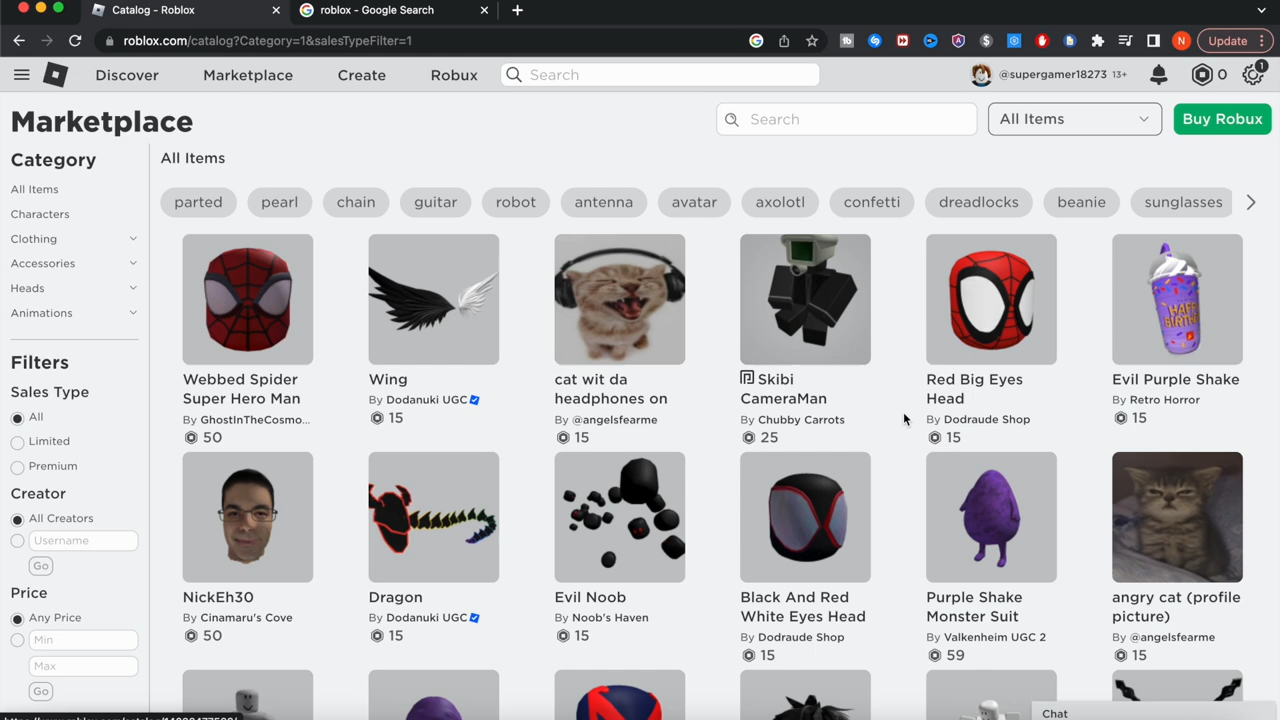 Catalog - Roblox
roblox - Google Search
roblox.com/catalog?Category=1&salesTypeFilter=1
N
Update
Discover
Marketplace
Create
Robux
Search
@supergamer18273 13+
0
1
Marketplace
Search
All Items
Buy Robux
Category
All Items
Characters
Clothing
Accessories
Heads
Animations
Filters
Sales Type
All
Limited
Premium
Creator
All Creators
Username
Go
Price
Any Price
Min
Max
Go
All Items
parted
pearl
chain
guitar
robot
antenna
avatar
axolotl
confetti
dreadlocks
beanie
sunglasses
Webbed Spider
Super Hero Man
By GhostInTheCosmo...
50
Wing
By Dodanuki UGC
15
cat wit da
headphones on
By @angelsfearme
15
Skibi
CameraMan
By Chubby Carrots
25
Red Big Eyes
Head
By Dodraude Shop
15
HAPPY
BIRTHDAY
Evil Purple Shake
By Retro Horror
15
NickEh30
By Cinamaru's Cove
50
Dragon
By Dodanuki UGC
15
Evil Noob
By Noob's Haven
15
Black And Red
White Eyes Head
By Dodraude Shop
15
Purple Shake
Monster Suit
By Valkenheim UGC 2
59
angry cat (profile
picture)
By @angelsfearme
15
Chat